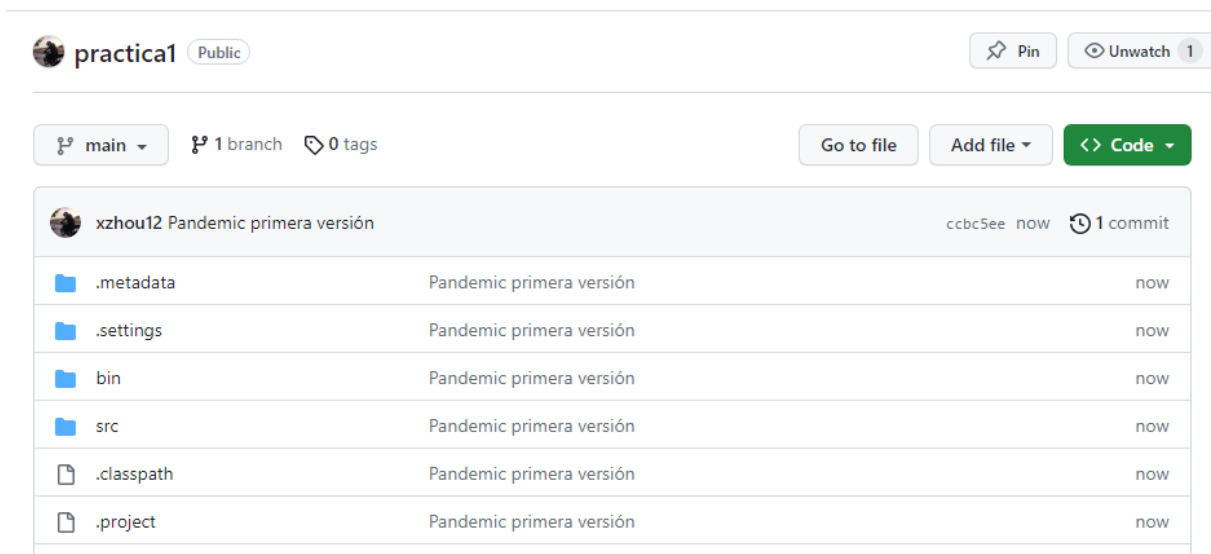 practica1 Public Pin Unwatch 1
main 1 branch 0 tags Go to file Add file <> Code
xzhou12 Pandemic primera versión ccbc5ee now 1 commit
.metadata Pandemic primera versión now
.settings Pandemic primera versión now
bin Pandemic primera versión now
src Pandemic primera versión now
.classpath Pandemic primera versión now
.project Pandemic primera versión now